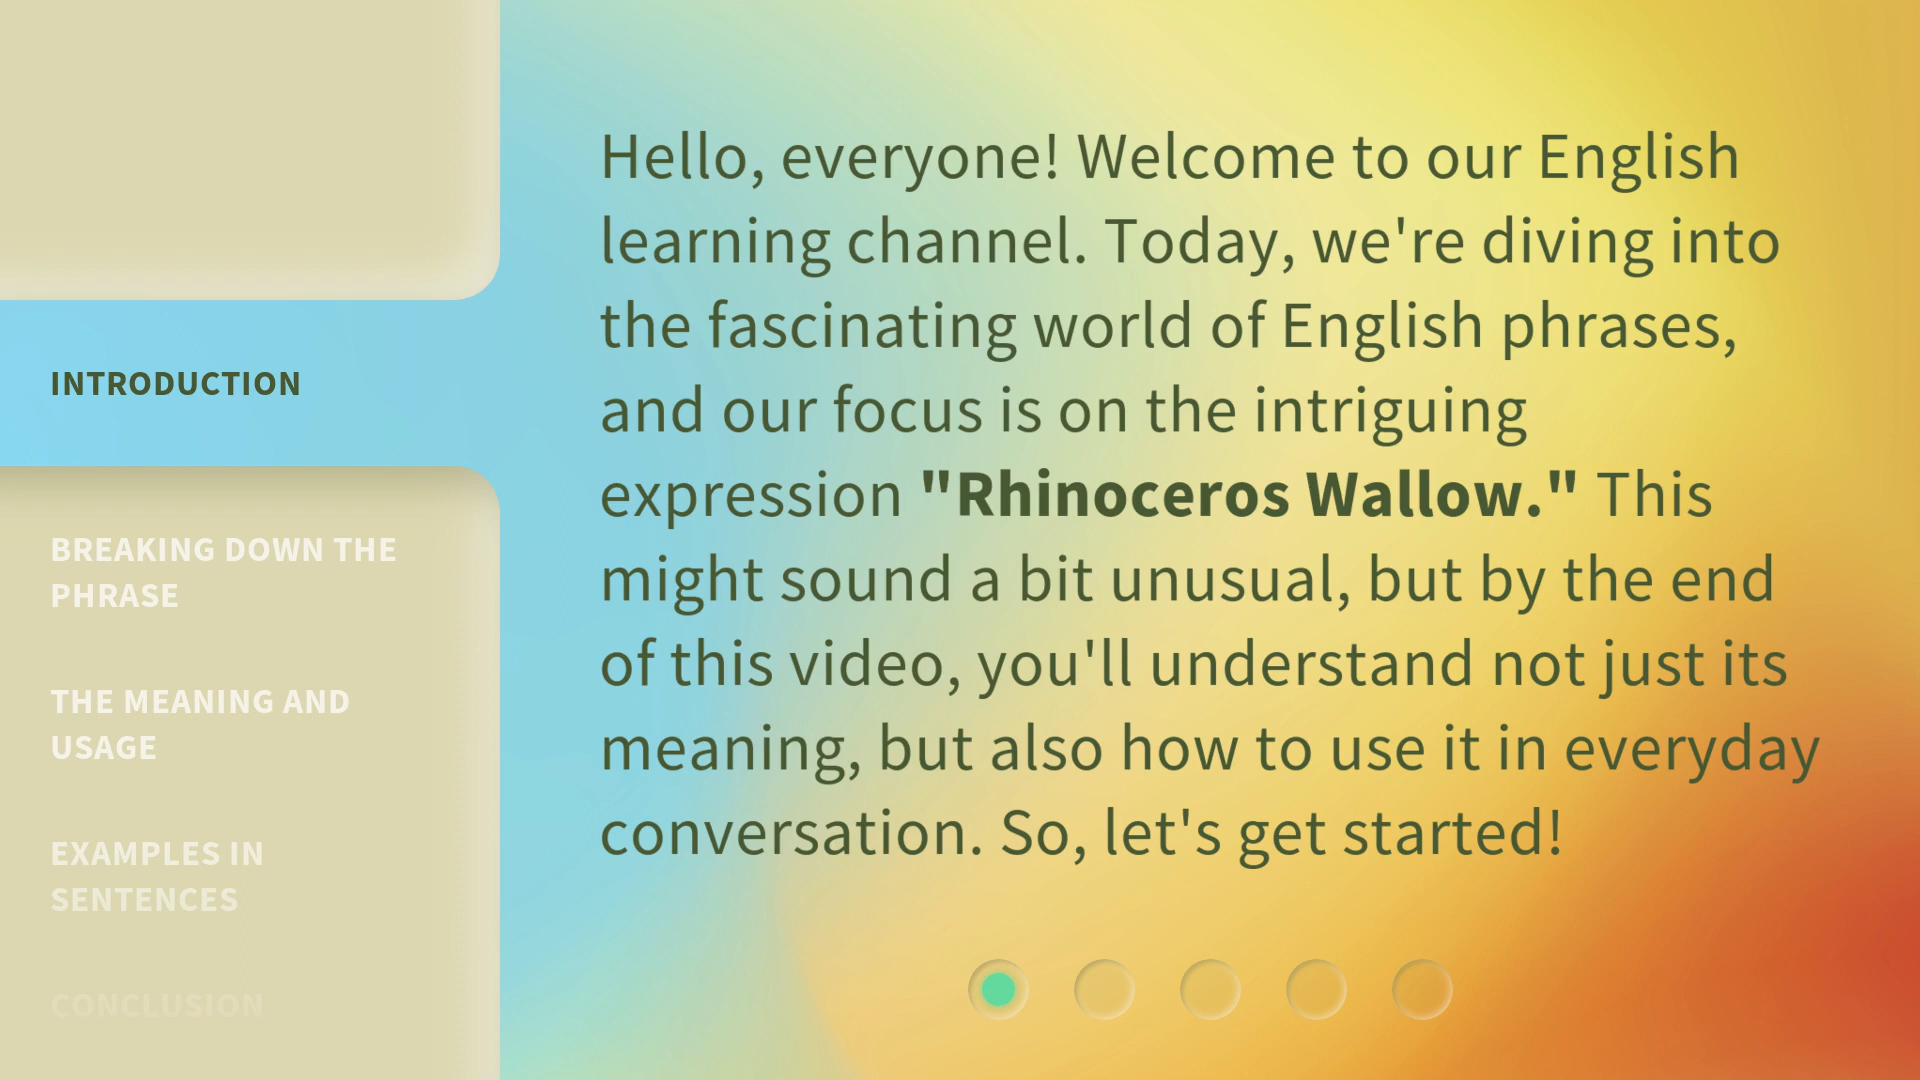 INTRODUCTION
BREAKING DOWN THE
PHRASE
THE MEANING AND
USAGE
EXAMPLES IN
SENTENCES
CONCLUSION
Hello, everyone! Welcome to our English
learning channel. Today, we're diving into
the fascinating world of English phrases,
and our focus is on the intriguing
expression "Rhinoceros Wallow." This
might sound a bit unusual, but by the end
of this video, you'll understand not just its
meaning, but also how to use it in everyday
conversation. So, let's get started!